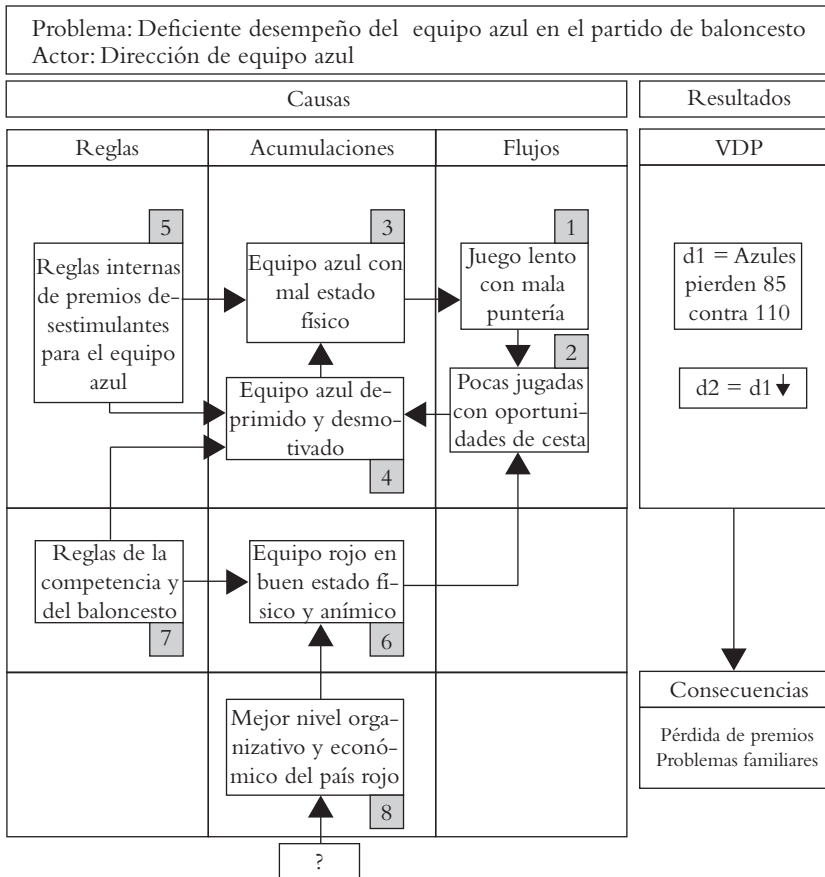 Problema: Deficiente desempeño del equipo azul en el partido de baloncesto
Actor: Dirección de equipo azul
Causas
Resultados
Reglas
Acumulaciones
Flujos
VDP
5
Reglas internas
de premios de-
sestimulantes
para el equipo
azul
3
Equipo azul con
mal estado
físico
1
Juego lento
con mala
puntería
d1 = Azules
pierden 85
contra 110
2
Pocas jugadas
con oportuni-
dades de cesta
Equipo azul de-
primido y desmo-
tivado
4
d2 = d1
Reglas de la
competencia y
del baloncesto
7
Equipo rojo en
buen estado fí-
sico y anímico
6
Mejor nivel orga-
nizativo y econó-
mico del país rojo
8
?
Consecuencias
Pérdida de premios
Problemas familiares